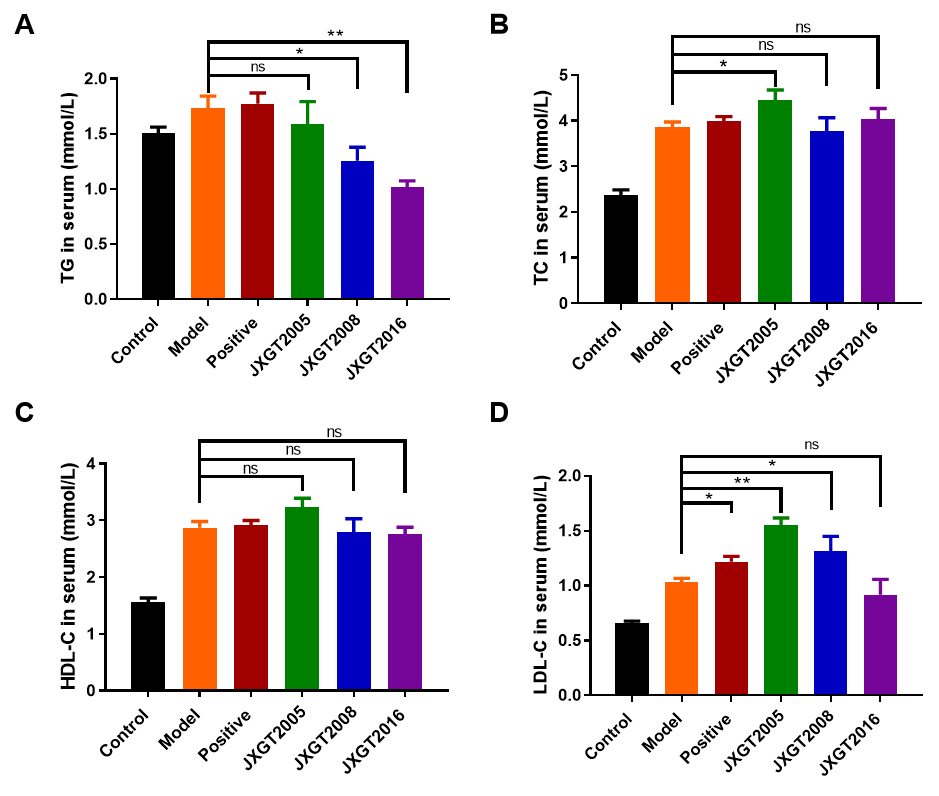 A
TG in serum (mmol/L)
2.0
1.5
1.0
0.5
0.0
**
*
ns
Control
Model
Positive
JXGT2005
JXGT2008
JXGT2016
B
TC in serum (mmol/L)
5
4
3
2
1
0
ns
ns
*
Control
Model
Positive
JXGT2005
JXGT2008
JXGT2016
C
HDL-C in serum (mmol/L)
4
3
2
1
0
ns
ns
ns
Control
Model
Positive
JXGT2005
JXGT2008
JXGT2016
D
LDL-C in serum (mmol/L)
2.0
1.5
1.0
0.5
0.0
ns
*
**
*
Control
Model
Positive
JXGT2005
JXGT2008
JXGT2016